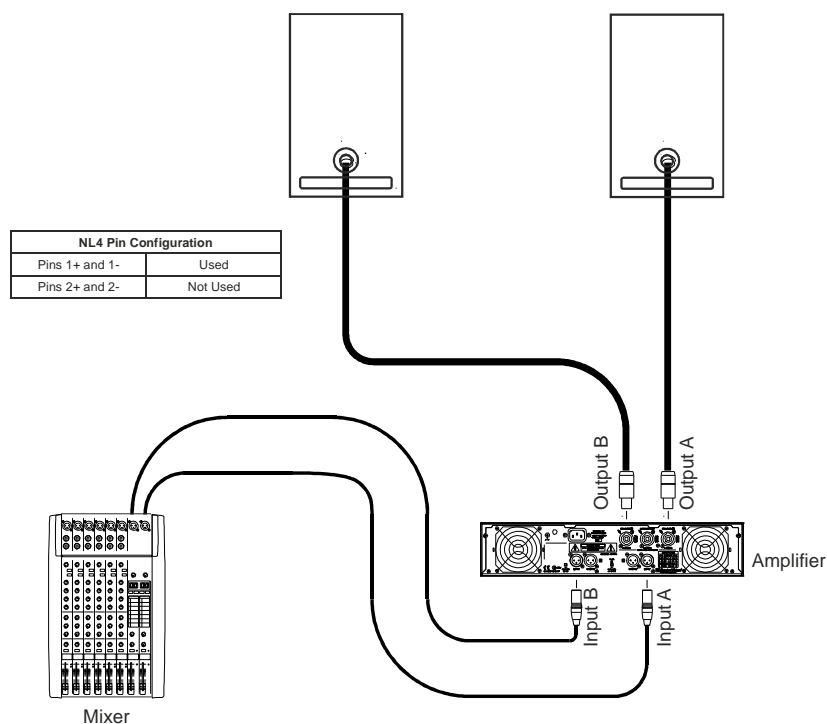 NL4 Pin Configuration
Pins 1+ and 1- Used
Pins 2+ and 2- Not Used
Output B
Output A
Amplifier
Input B
Input A
Mixer